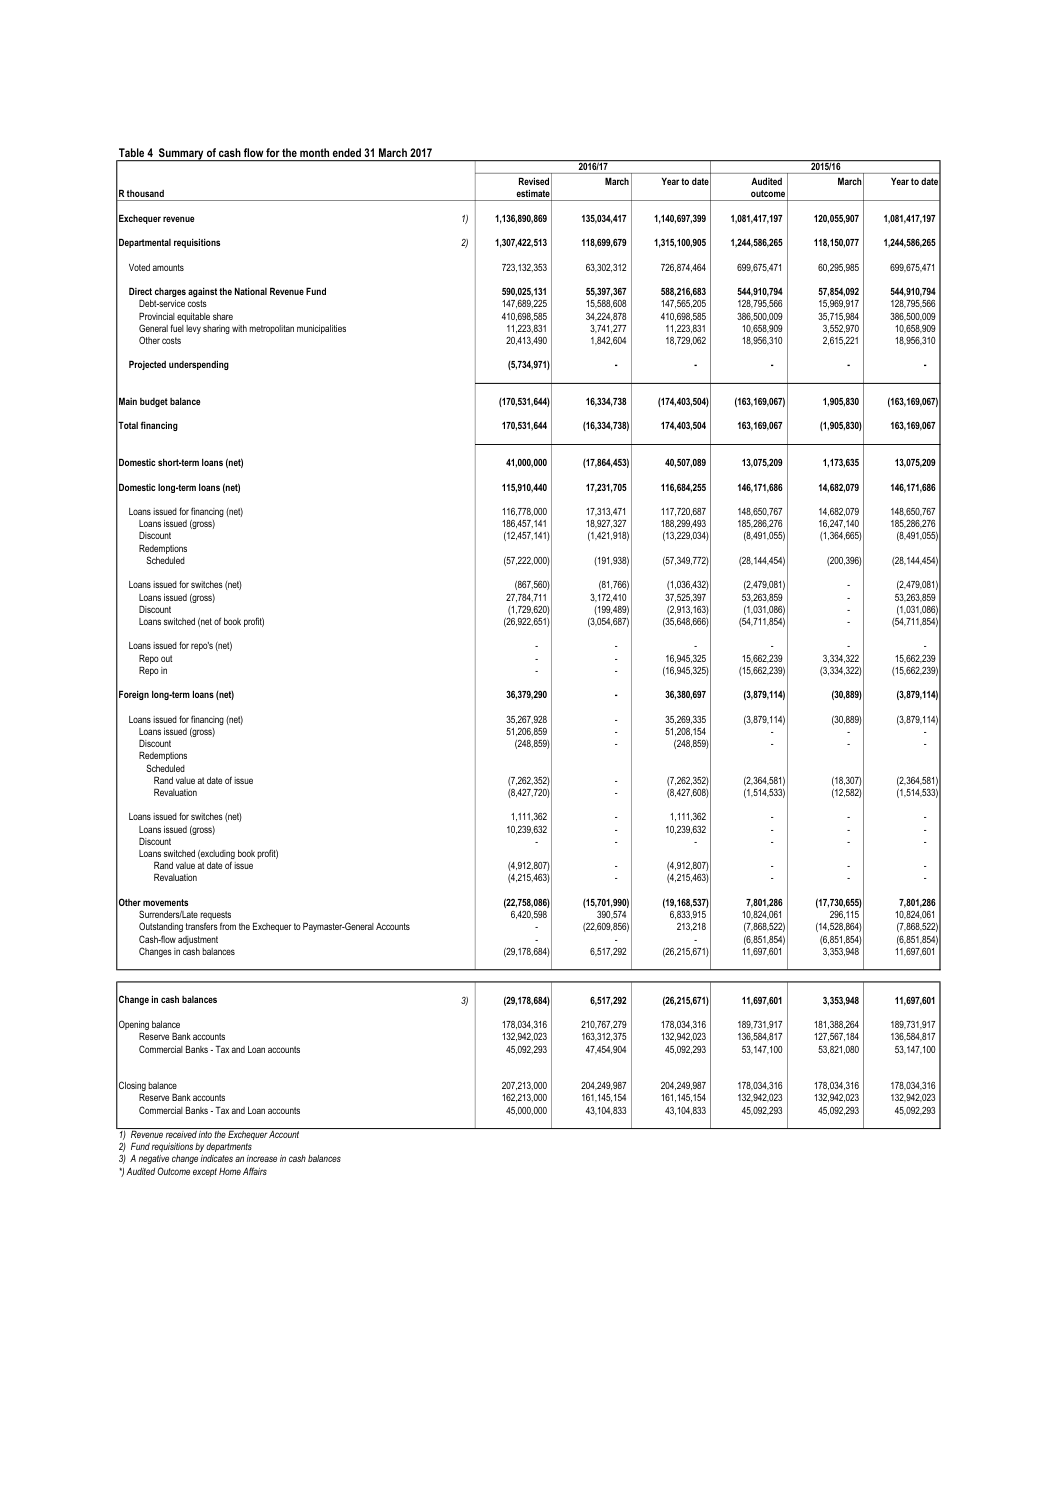 Table 4 Summary of cash flow for the month ended 31 March 2017
2016/17 2015/16
Revised March Year to date Audited March Year to date
R thousand estimate outcome
Exchequer revenue 1) 1,136,890,869 135,034,417 1,140,697,399 1,081,417,197 120,055,907 1,081,417,197
Departmental requisitions 2) 1,307,422,513 118,699,679 1,315,100,905 1,244,586,265 118,150,077 1,244,586,265
Voted amounts 723,132,353 63,302,312 726,874,464 699,675,471 60,295,985 699,675,471
Direct charges against the National Revenue Fund 590,025,131 55,397,367 588,216,683 544,910,794 57,854,092 544,910,794
Debt-service costs 147,689,225 15,588,608 147,565,205 128,795,566 15,969,917 128,795,566
Provincial equitable share 410,698,585 34,224,878 410,698,585 386,500,009 35,715,984 386,500,009
General fuel levy sharing with metropolitan municipalities 11,223,831 3,741,277 11,223,831 10,658,909 3,552,970 10,658,909
Other costs 20,413,490 1,842,604 18,729,062 18,956,310 2,615,221 18,956,310
Projected underspending (5,734,971) - - - - -
Main budget balance (170,531,644) 16,334,738 (174,403,504) (163,169,067) 1,905,830 (163,169,067)
Total financing 170,531,644 (16,334,738) 174,403,504 163,169,067 (1,905,830) 163,169,067
Domestic short-term loans (net) 41,000,000 (17,864,453) 40,507,089 13,075,209 1,173,635 13,075,209
Domestic long-term loans (net) 115,910,440 17,231,705 116,684,255 146,171,686 14,682,079 146,171,686
Loans issued for financing (net) 116,778,000 17,313,471 117,720,687 148,650,767 14,682,079 148,650,767
Loans issued (gross) 186,457,141 18,927,327 188,299,493 185,286,276 16,247,140 185,286,276
Discount (12,457,141) (1,421,918) (13,229,034) (8,491,055) (1,364,665) (8,491,055)
Redemptions
Scheduled (57,222,000) (191,938) (57,349,772) (28,144,454) (200,396) (28,144,454)
Loans issued for switches (net) (867,560) (81,766) (1,036,432) (2,479,081) - (2,479,081)
Loans issued (gross) 27,784,711 3,172,410 37,525,397 53,263,859 - 53,263,859
Discount (1,729,620) (199,489) (2,913,163) (1,031,086) - (1,031,086)
Loans switched (net of book profit) (26,922,651) (3,054,687) (35,648,666) (54,711,854) - (54,711,854)
Loans issued for repo's (net) - - - - - -
Repo out - - 16,945,325 15,662,239 3,334,322 15,662,239
Repo in - - (16,945,325) (15,662,239) (3,334,322) (15,662,239)
Foreign long-term loans (net) 36,379,290 - 36,380,697 (3,879,114) (30,889) (3,879,114)
Loans issued for financing (net) 35,267,928 - 35,269,335 (3,879,114) (30,889) (3,879,114)
Loans issued (gross) 51,206,859 - 51,208,154 - - -
Discount (248,859) - (248,859) - - -
Redemptions
Scheduled
Rand value at date of issue (7,262,352) - (7,262,352) (2,364,581) (18,307) (2,364,581)
Revaluation (8,427,720) - (8,427,608) (1,514,533) (12,582) (1,514,533)
Loans issued for switches (net) 1,111,362 - 1,111,362 - - -
Loans issued (gross) 10,239,632 - 10,239,632 - - -
Discount - - - - - -
Loans switched (excluding book profit)
Rand value at date of issue (4,912,807) - (4,912,807) - - -
Revaluation (4,215,463) - (4,215,463) - - -
Other movements (22,758,086) (15,701,990) (19,168,537) 7,801,286 (17,730,655) 7,801,286
Surrenders/Late requests 6,420,598 390,574 6,833,915 10,824,061 296,115 10,824,061
Outstanding transfers from the Exchequer to Paymaster-General Accounts - (22,609,856) 213,218 (7,868,522) (14,528,864) (7,868,522)
Cash-flow adjustment - - - (6,851,854) (6,851,854) (6,851,854)
Changes in cash balances (29,178,684) 6,517,292 (26,215,671) 11,697,601 3,353,948 11,697,601
Change in cash balances 3) (29,178,684) 6,517,292 (26,215,671) 11,697,601 3,353,948 11,697,601
Opening balance 178,034,316 210,767,279 178,034,316 189,731,917 181,388,264 189,731,917
Reserve Bank accounts 132,942,023 163,312,375 132,942,023 136,584,817 127,567,184 136,584,817
Commercial Banks - Tax and Loan accounts 45,092,293 47,454,904 45,092,293 53,147,100 53,821,080 53,147,100
Closing balance 207,213,000 204,249,987 204,249,987 178,034,316 178,034,316 178,034,316
Reserve Bank accounts 162,213,000 161,145,154 161,145,154 132,942,023 132,942,023 132,942,023
Commercial Banks - Tax and Loan accounts 45,000,000 43,104,833 43,104,833 45,092,293 45,092,293 45,092,293
1) Revenue received into the Exchequer Account
2) Fund requisitions by departments
3) A negative change indicates an increase in cash balances
*) Audited Outcome except Home Affairs